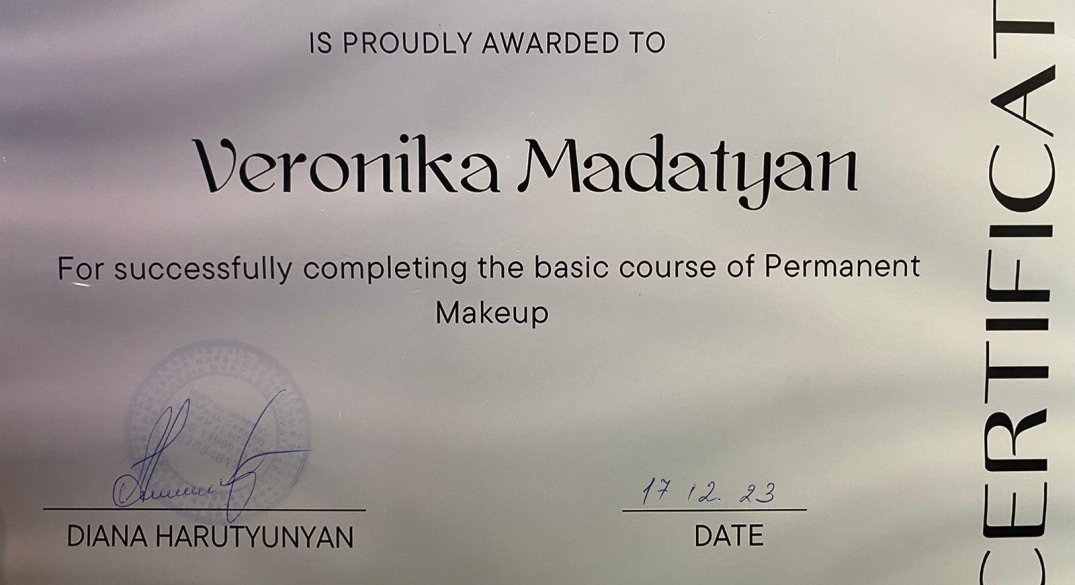 IS PROUDLY AWARDED TO
Veronika Madatyan
For successfully completing the basic course of Permanent
Makeup
17 12. 23
DIANA HARUTYUNYAN
DATE
CERTIFICAT